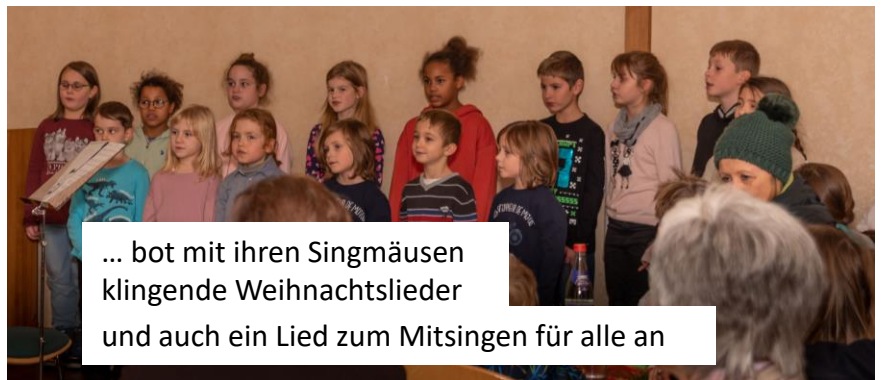 … bot mit ihren Singmäusen
klingende Weihnachtslieder
und auch ein Lied zum Mitsingen für alle an